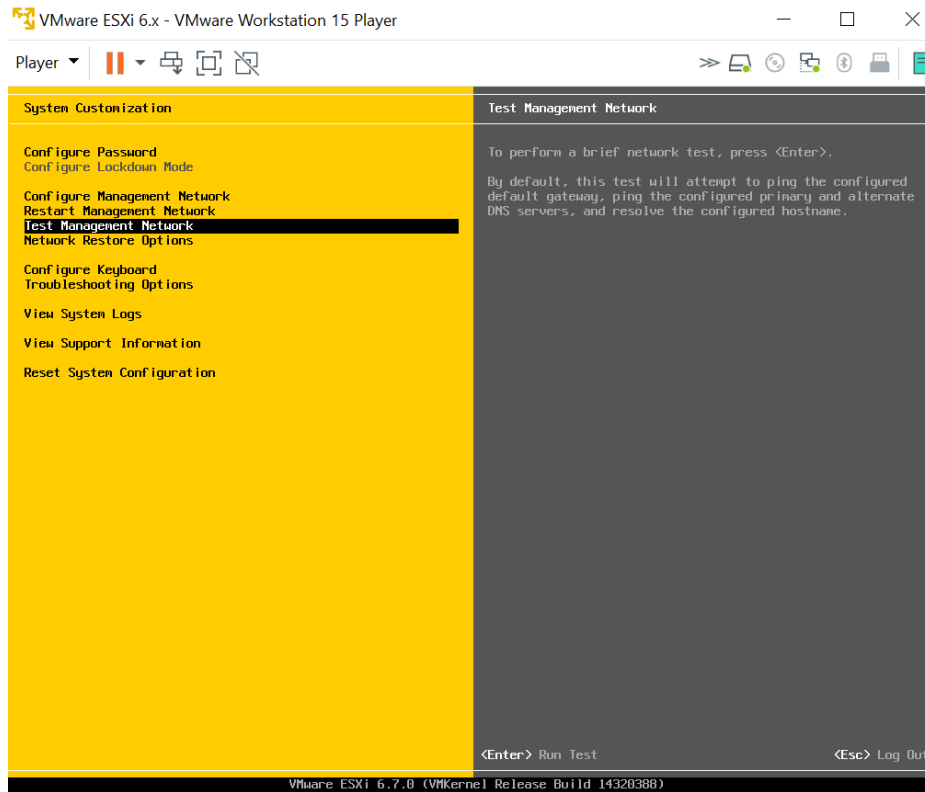 VMware ESXi 6.x - VMware Workstation 15 Player
Player
System Customization
Configure Password
Configure Lockdown Mode
Configure Management Network
Restart Management Network
Test Management Network
Network Restore Options
Configure Keyboard
Troubleshooting Options
View System Logs
View Support Information
Reset System Configuration
Test Management Network
To perform a brief network test, press <Enter>.
By default, this test will attempt to ping the configured
default gateway, ping the configured primary and alternate
DNS servers, and resolve the configured hostname.
<Enter> Run Test
<Esc> Log Out
VMware ESXi 6.7.0 (VMKernel Release Build 14320388)